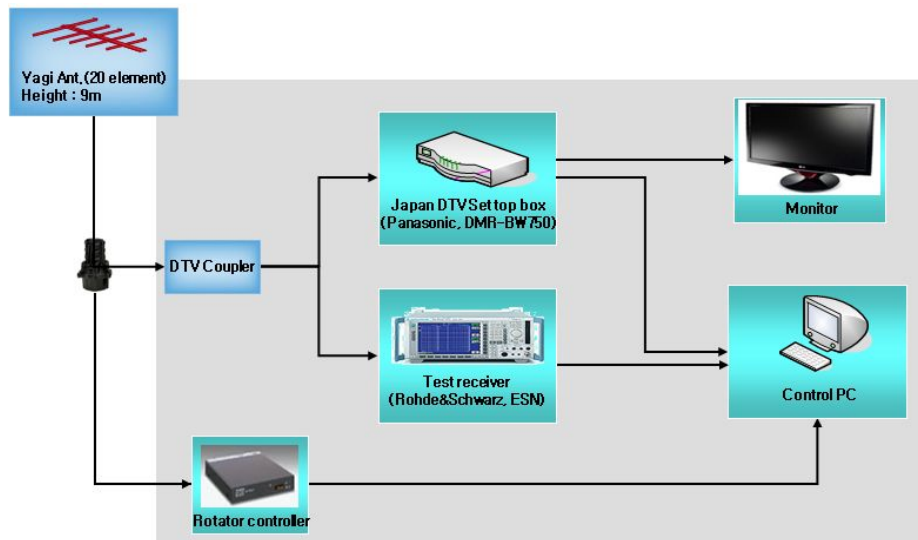 Yagi Ant.(20 element)
Height : 9m
Japan DTV Set top box
(Panasonic, DMR-BW750)
Monitor
DTV Coupler
Test receiver
(Rohde&Schwarz, ESN)
Control PC
Rotator controller